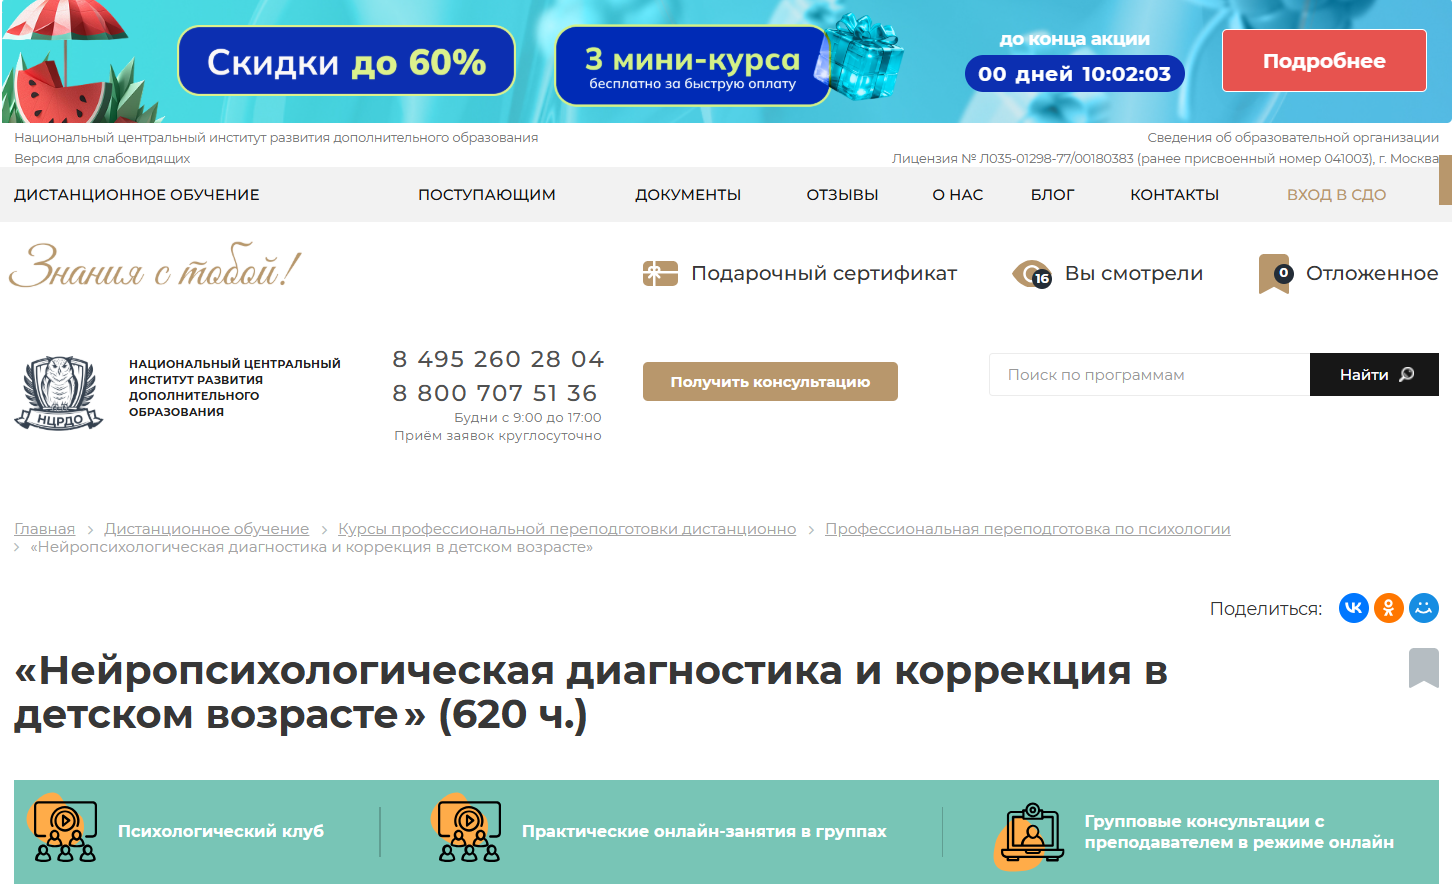 Скидки до 60%
3 мини-курса
бесплатно за быструю оплату
до конца акции
00 дней 10:02:03
Подробнее
Национальный центральный институт развития дополнительного образования
Сведения об образовательной организации
Версия для слабовидящих
Лицензия № Л035-01298-77/00180383 (ранее присвоенный номер 041003), г. Москва
ДИСТАНЦИОННОЕ ОБУЧЕНИЕ
ПОСТУПАЮЩИМ
ДОКУМЕНТЫ
ОТЗЫВЫ
О НАС
БЛОГ
КОНТАКТЫ
ВХОД В СДО
Знания с тобой!
Подарочный сертификат
16
Вы смотрели
0
Отложенное
НЦРДО
НАЦИОНАЛЬНЫЙ ЦЕНТРАЛЬНЫЙ
ИНСТИТУТ РАЗВИТИЯ
ДОПОЛНИТЕЛЬНОГО
ОБРАЗОВАНИЯ
8 495 260 28 04
8 800 707 51 36
Будни с 9:00 до 17:00
Приём заявок круглосуточно
Получить консультацию
Поиск по программам
Найти
Главная > Дистанционное обучение > Курсы профессиональной переподготовки дистанционно > Профессиональная переподготовка по психологии
> «Нейропсихологическая диагностика и коррекция в детском возрасте»
Поделиться:
«Нейропсихологическая диагностика и коррекция в
детском возрасте» (620 ч.)
Психологический клуб
Практические онлайн-занятия в группах
Групповые консультации с
преподавателем в режиме онлайн